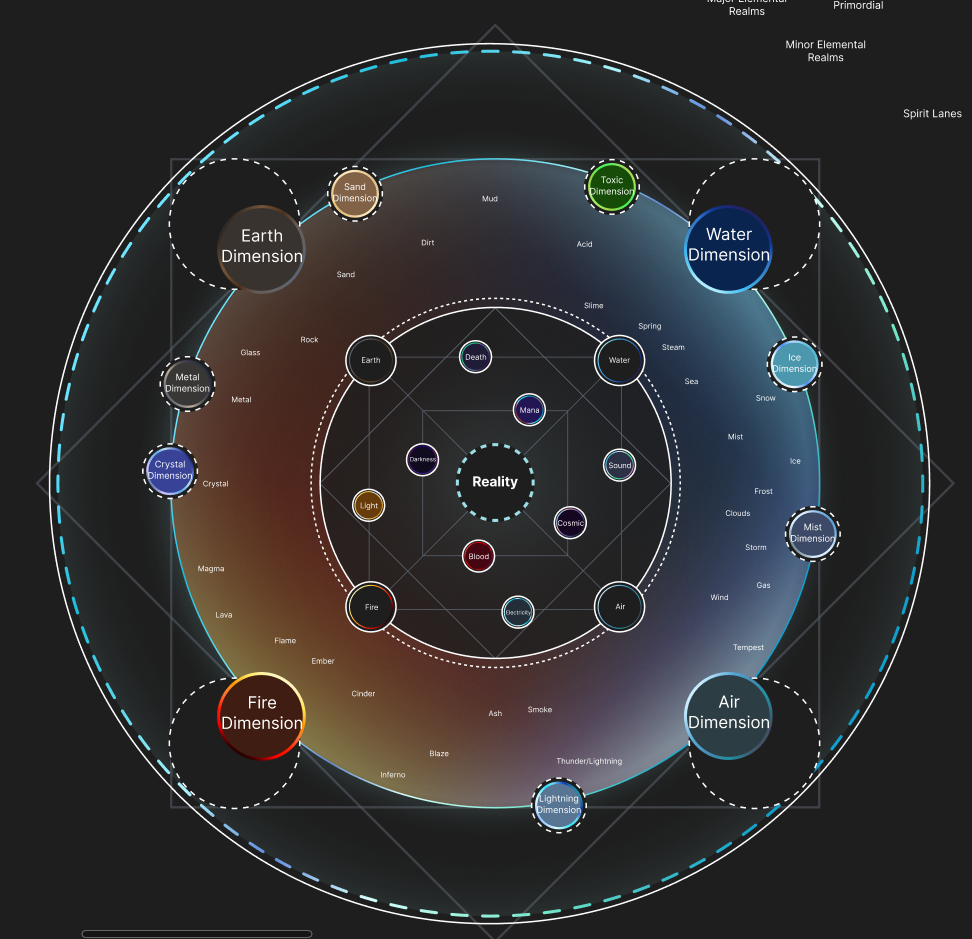 Major Elemental
Realms
Primordial
Minor Elemental
Realms
Spirit Lanes
Sand
Dimension
Toxic
Dimension
Mud
Earth
Dimension
Water
Dimension
Dirt
Acid
Sand
Slime
Spring
Rock
Steam
Glass
Earth
Death
Water
Ice
Dimension
Metal
Dimension
Sea
Metal
Snow
Mana
Mist
Darkness
Sound
Ice
Crystal
Dimension
Crystal
Reality
Frost
Light
Clouds
Cosmic
Mist
Dimension
Storm
Blood
Magma
Gas
Wind
Fire
Electricity
Air
Lava
Flame
Tempest
Ember
Cinder
Fire
Dimension
Ash
Smoke
Air
Dimension
Blaze
Thunder/Lightning
Inferno
Lightning
Dimension